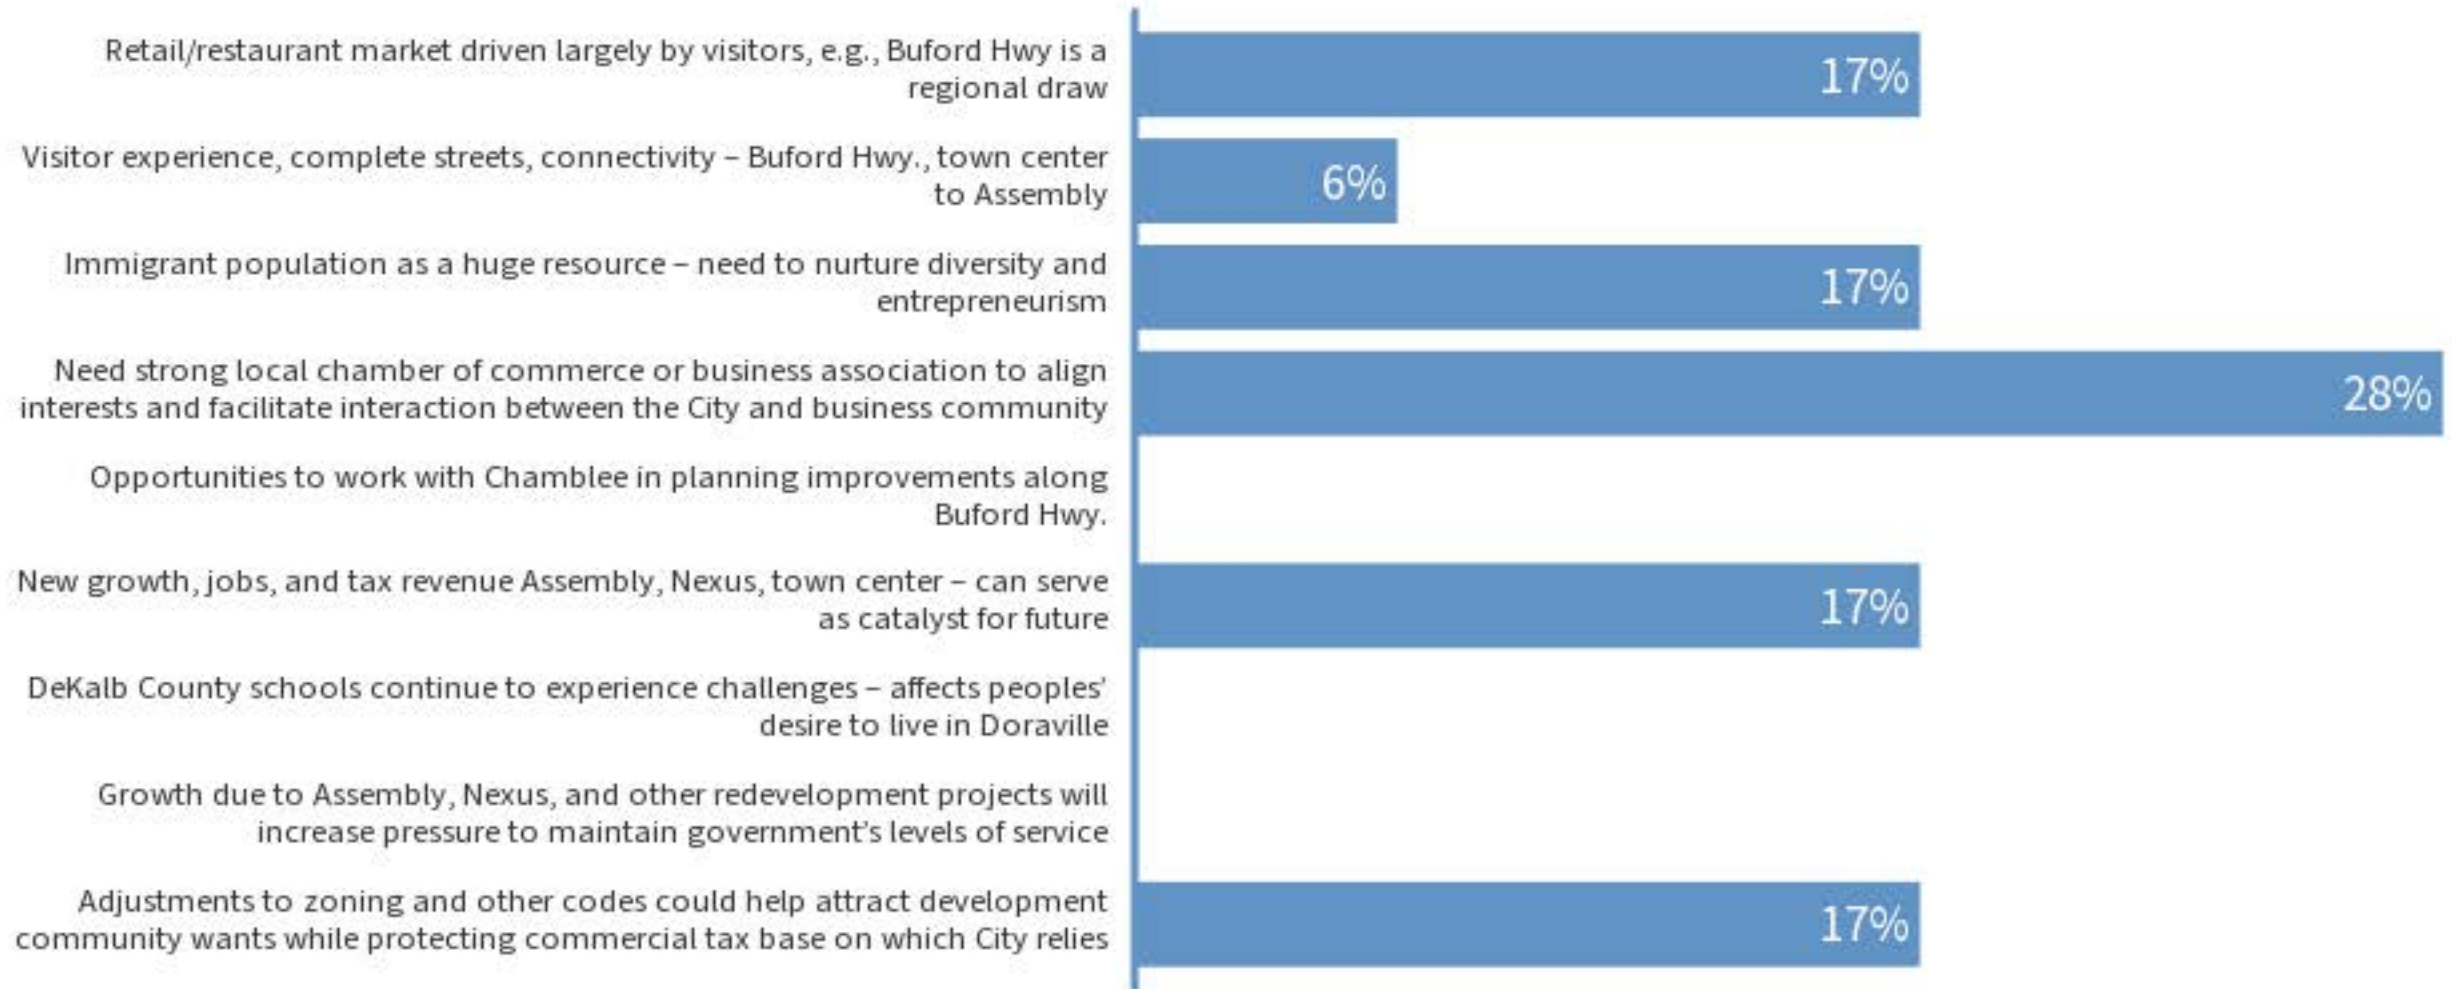 Retail/restaurant market driven largely by visitors, e.g., Buford Hwy is a
regional draw
17%
Visitor experience, complete streets, connectivity – Buford Hwy., town center
to Assembly
6%
Immigrant population as a huge resource – need to nurture diversity and
entrepreneurism
17%
Need strong local chamber of commerce or business association to align
interests and facilitate interaction between the City and business community
28%
Opportunities to work with Chamblee in planning improvements along
Buford Hwy.
New growth, jobs, and tax revenue Assembly, Nexus, town center – can serve
as catalyst for future
17%
DeKalb County schools continue to experience challenges – affects peoples’
desire to live in Doraville
Growth due to Assembly, Nexus, and other redevelopment projects will
increase pressure to maintain government’s levels of service
Adjustments to zoning and other codes could help attract development
community wants while protecting commercial tax base on which City relies
17%